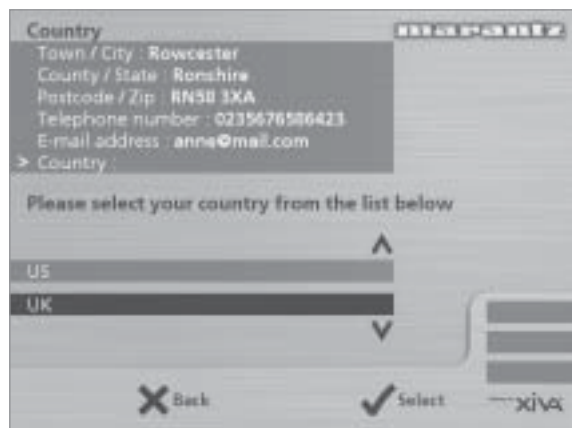 Country
marantz
Town / City : Rowcester
County / State : Ronshire
Postcode / Zip : RN50 3XA
Telephone number : 0235676586423
E-mail address : anne@mail.com
> Country :
Please select your country from the list below
US
UK
Back
Select
xiva